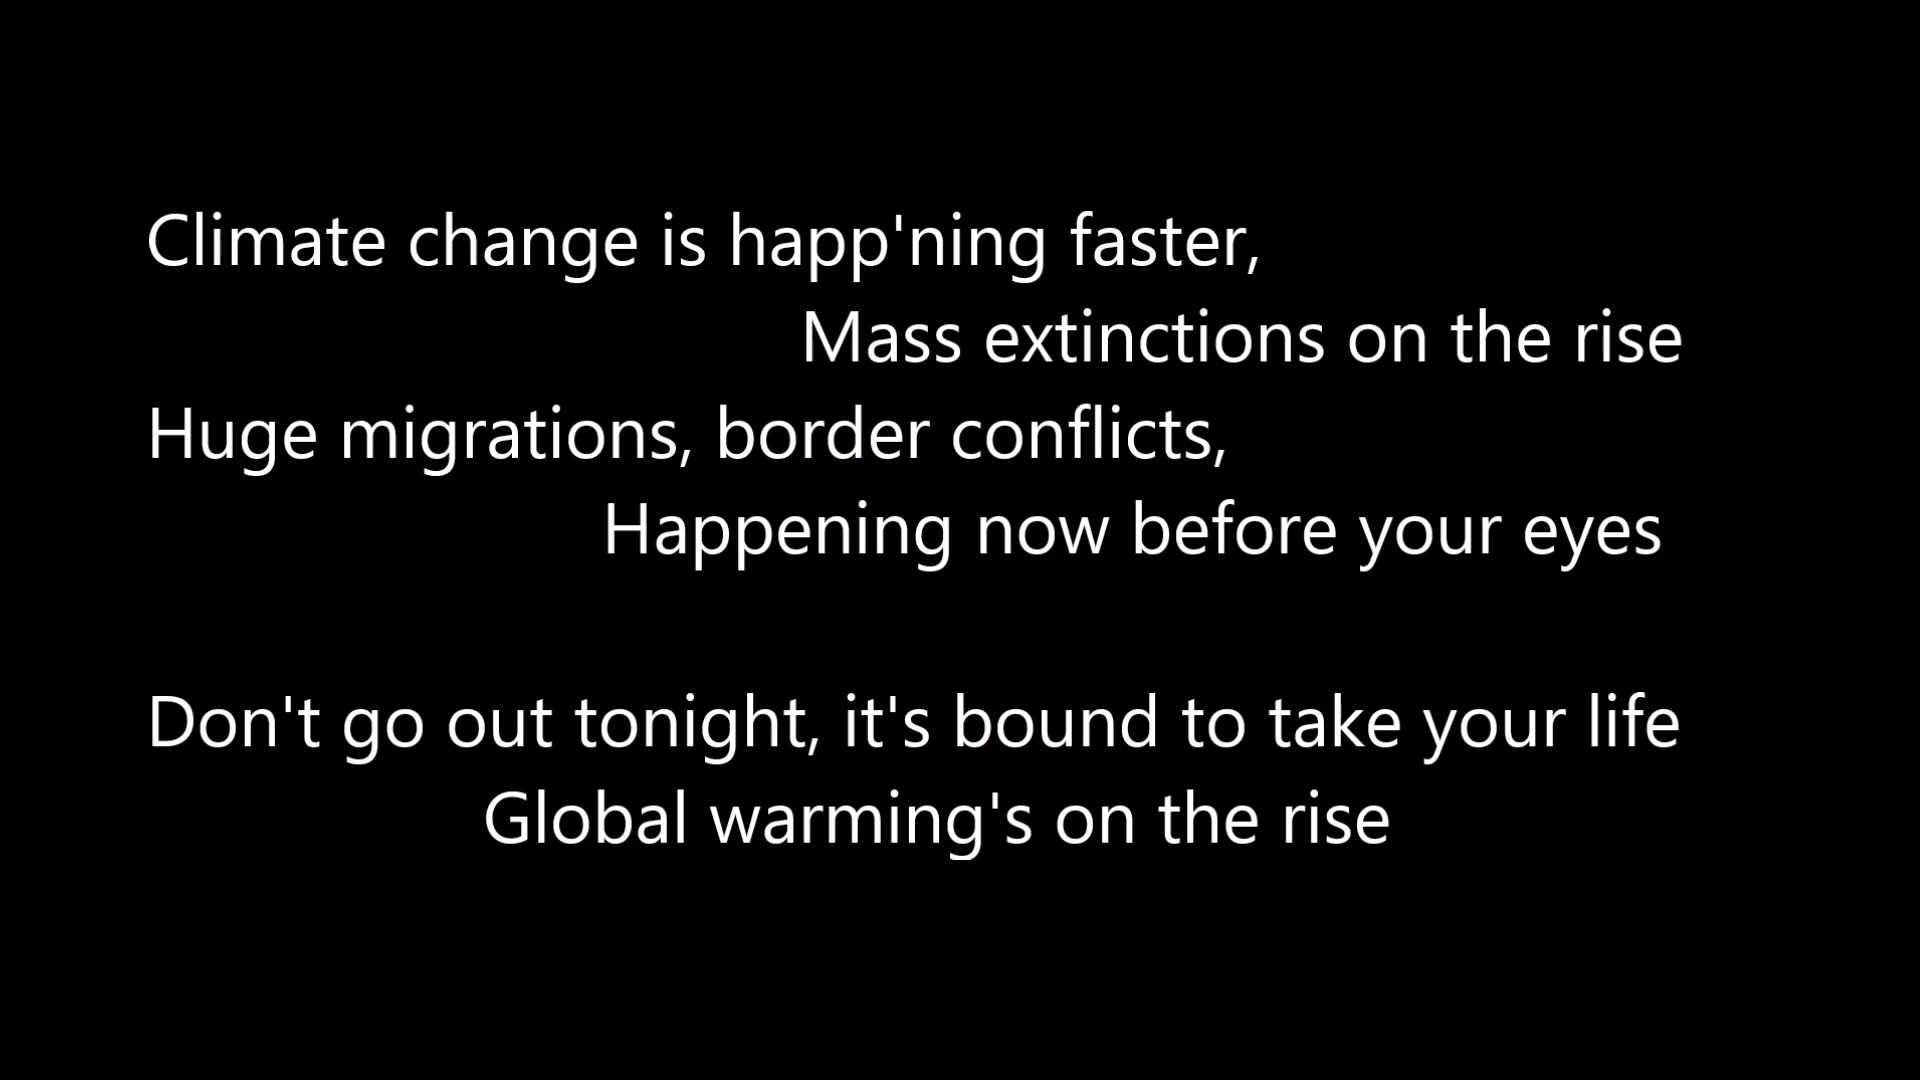 Climate change is happ'ning faster,
Mass extinctions on the rise
Huge migrations, border conflicts,
Happening now before your eyes
Don't go out tonight, it's bound to take your life
Global warming's on the rise